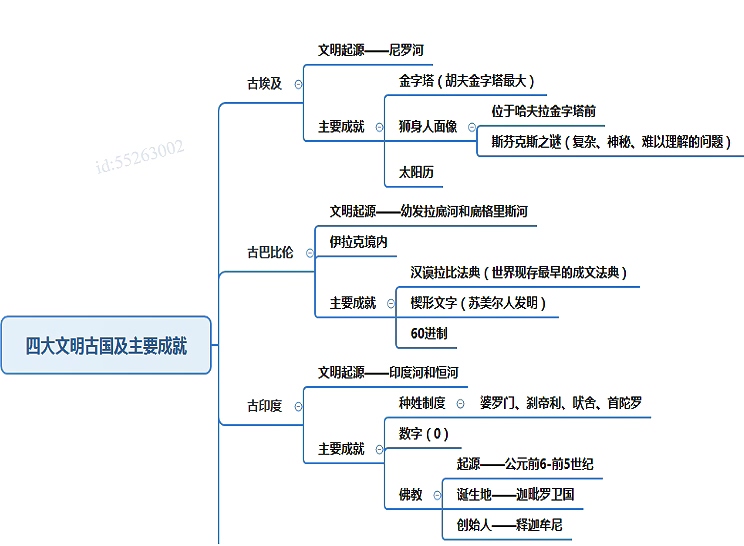 文明起源——尼罗河
古埃及
金字塔（胡夫金字塔最大）
位于哈夫拉金字塔前
主要成就
狮身人面像
斯芬克斯之谜（复杂、神秘、难以理解的问题）
id:55263002
太阳历
文明起源——幼发拉底河和底格里斯河
伊拉克境内
古巴比伦
汉谟拉比法典（世界现存最早的成文法典）
主要成就
楔形文字（苏美尔人发明）
60进制
四大文明古国及主要成就
文明起源——印度河和恒河
古印度
种姓制度
婆罗门、刹帝利、吠舍、首陀罗
数字（0）
主要成就
起源——公元前6-前5世纪
佛教
诞生地——迦毗罗卫国
创始人——释迦牟尼